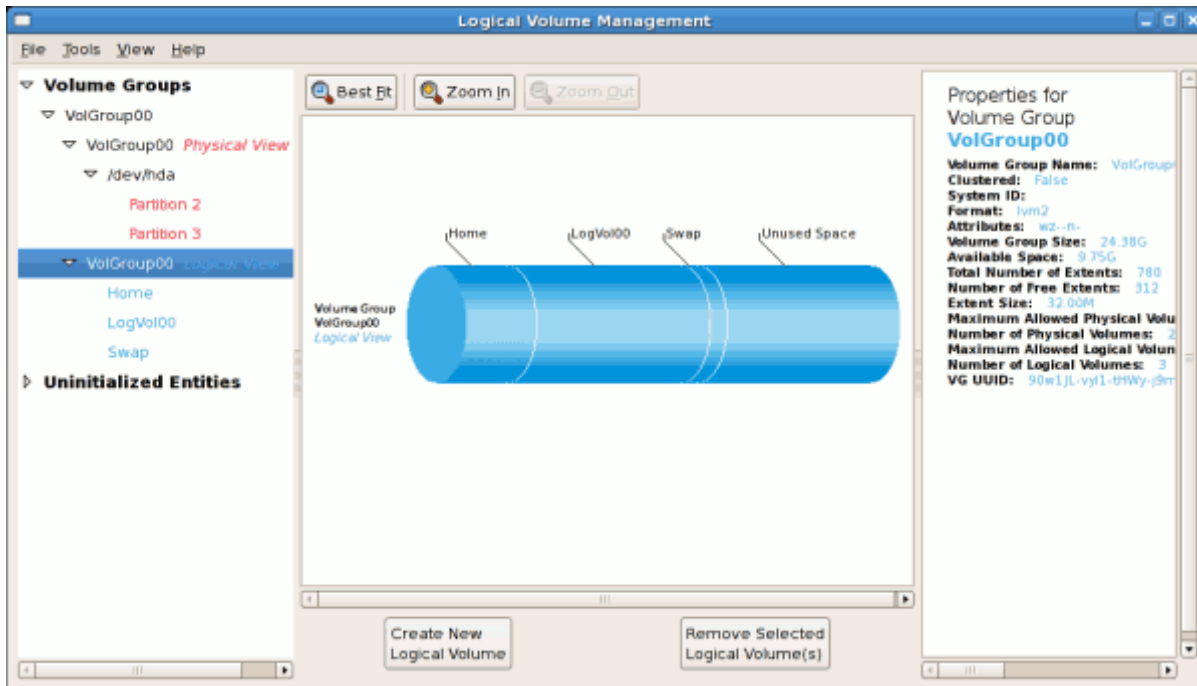 Logical Volume Management
File Tools View Help
Volume Groups
VolGroup00
VolGroup00 Physical View
/dev/hda
Partition 2
Partition 3
VolGroup00 Logical View
Home
LogVol00
Swap
Uninitialized Entities
Best Fit Zoom In Zoom Out
Home LogVol00 Swap Unused Space
Volume Group
VolGroup00
Logical View
Create New
Logical Volume
Remove Selected
Logical Volume(s)
Properties for
Volume Group
VolGroup00
Volume Group Name: VolGroup
Clustered: False
System ID:
Format: lvm2
Attributes: wz--n-
Volume Group Size: 24.38G
Available Space: 9.75G
Total Number of Extents: 780
Number of Free Extents: 312
Extent Size: 32.00M
Maximum Allowed Physical Volu
Number of Physical Volumes: 2
Maximum Allowed Logical Volum
Number of Logical Volumes: 3
VG UUID: